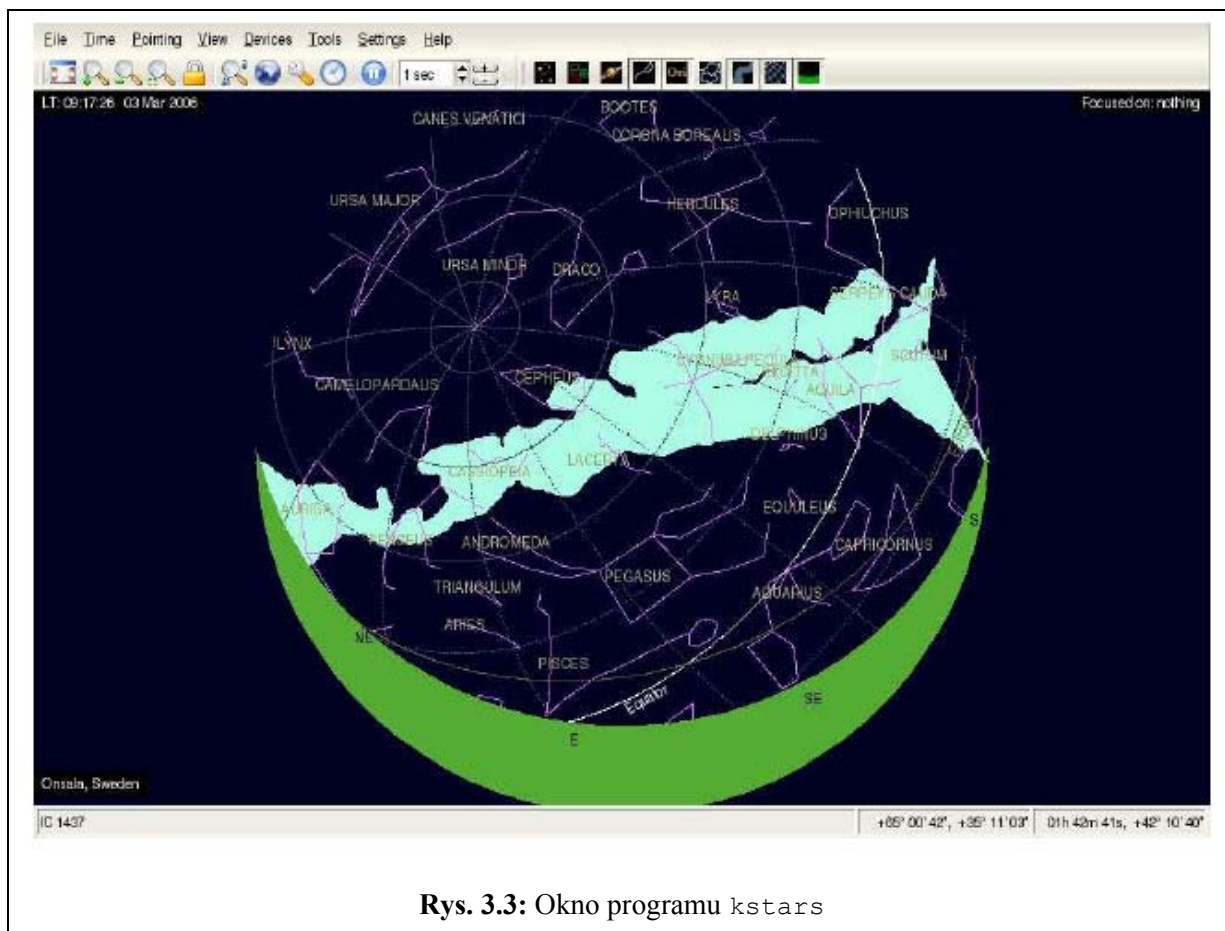 File Time Pointing View Devices Tools Settings Help
1 sec
LT: 09:17:26 03 Mar 2006
Focused on: nothing
BOOTES
CANES VENATICI
CORONA BOREALIS
URSA MAJOR
HERCULES
OPHIUCHUS
URSA MINOR
DRACO
LYRA
SERPENS CAUDA
LYNX
SCUTUM
CAMELOPARDALIS
CEPHEUS
AQUILA
DELPHINUS
CASSIOPEIA
LACERTA
AURIGA
EQUULEUS
S
PERSEUS
ANDROMEDA
CAPRICORNUS
PEGASUS
TRIANGULUM
AQUARIUS
ARIES
NE
PISCES
Equator
SE
E
Onsala, Sweden
IC 1437
+65° 00' 42", +35° 11' 03" 01h 42m 41s, +42° 10' 40"
Rys. 3.3: Okno programu kstars